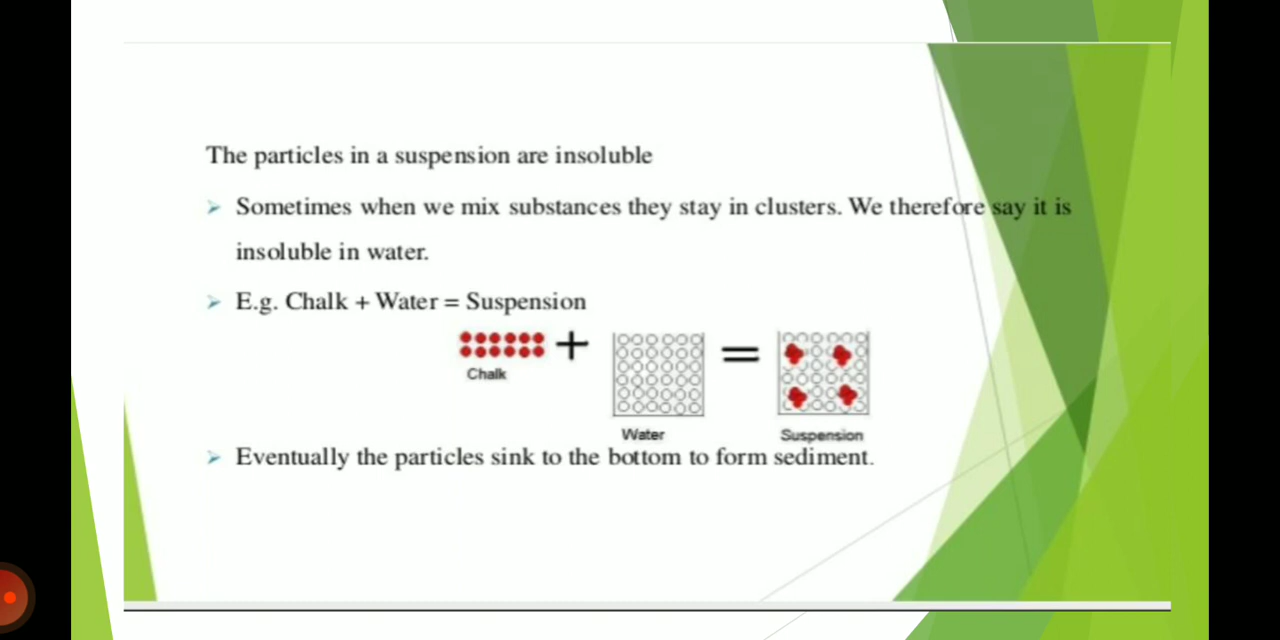 The particles in a suspension are insoluble
Sometimes when we mix substances they stay in clusters. We therefore say it is
insoluble in water.
E.g. Chalk + Water = Suspension
+
=
Chalk
Water
Suspension
Eventually the particles sink to the bottom to form sediment.